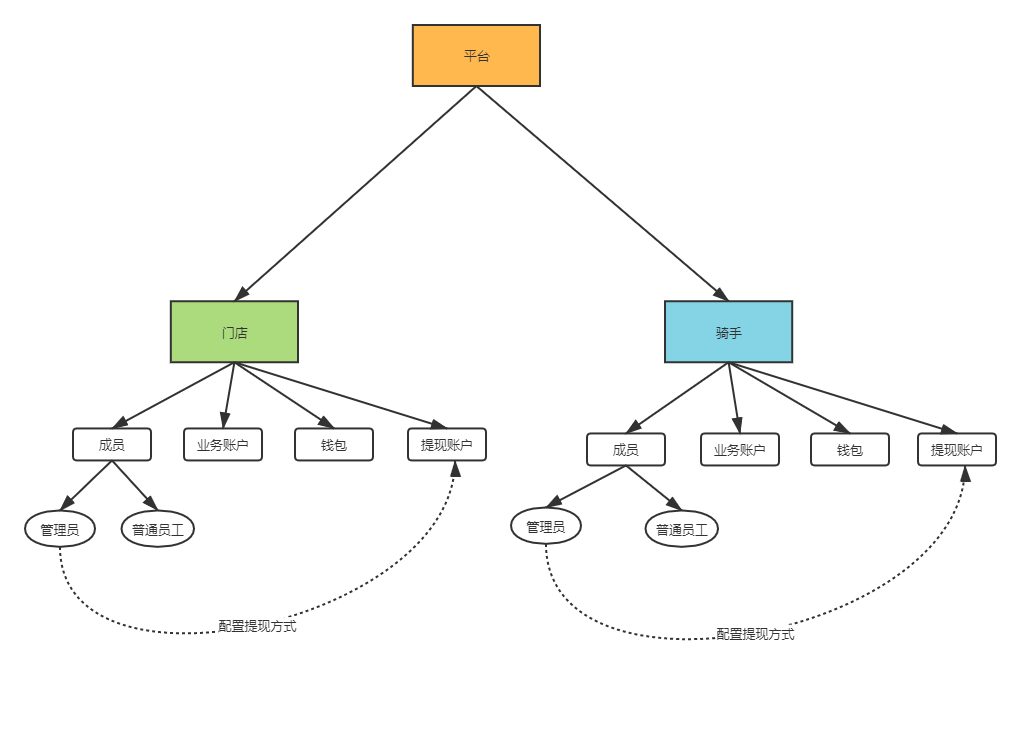 平台
门店
骑手
成员
业务账户
钱包
提现账户
成员
业务账户
钱包
提现账户
管理员
普通员工
管理员
普通员工
配置提现方式
配置提现方式